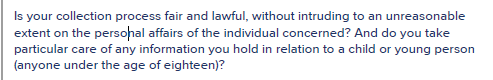 Is your collection process fair and lawful, without intruding to an unreasonable
extent on the personal affairs of the individual concerned? And do you take
particular care of any information you hold in relation to a child or young person
(anyone under the age of eighteen)?